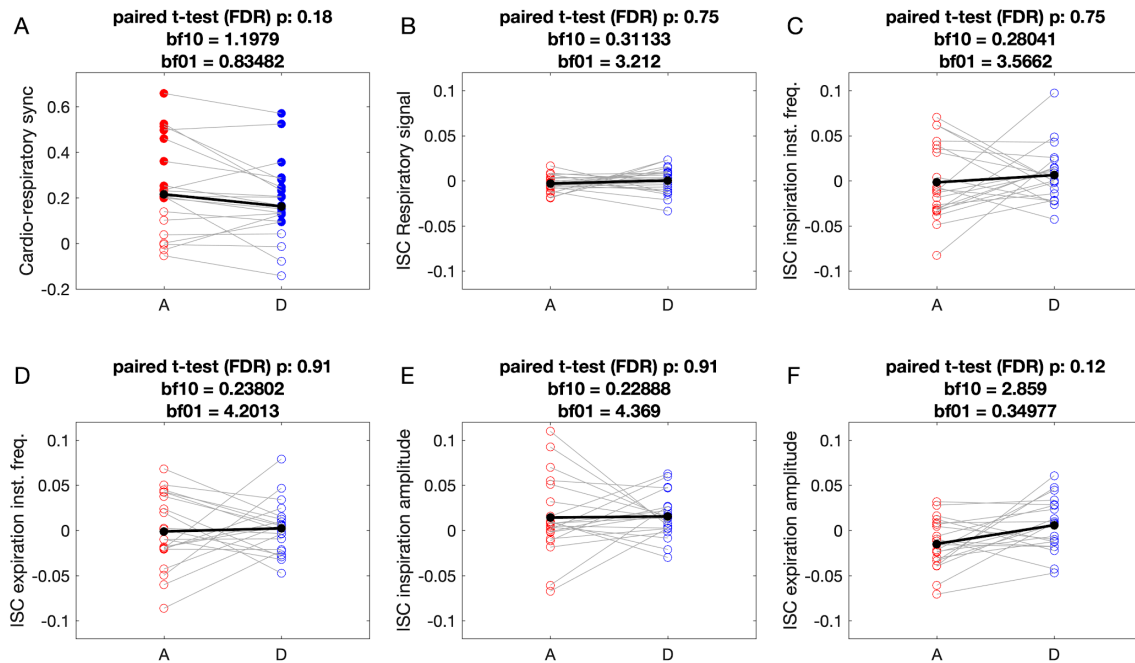 A
paired t-test (FDR) p: 0.18
bf10 = 1.1979
bf01 = 0.83482
Cardio-respiratory sync
0.6
0.4
0.2
0
-0.2
A D
B
paired t-test (FDR) p: 0.75
bf10 = 0.31133
bf01 = 3.212
ISC Respiratory signal
0.1
0.05
0
-0.05
-0.1
A D
C
paired t-test (FDR) p: 0.75
bf10 = 0.28041
bf01 = 3.5662
ISC inspiration inst. freq.
0.1
0.05
0
-0.05
-0.1
A D
D
paired t-test (FDR) p: 0.91
bf10 = 0.23802
bf01 = 4.2013
ISC expiration inst. freq.
0.1
0.05
0
-0.05
-0.1
A D
E
paired t-test (FDR) p: 0.91
bf10 = 0.22888
bf01 = 4.369
ISC inspiration amplitude
0.1
0.05
0
-0.05
-0.1
A D
F
paired t-test (FDR) p: 0.12
bf10 = 2.859
bf01 = 0.34977
ISC expiration amplitude
0.1
0.05
0
-0.05
-0.1
A D